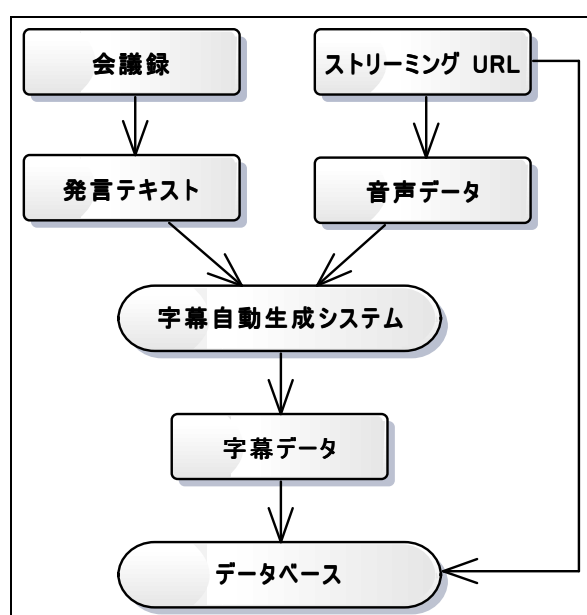 会議録
ストリーミング URL
発言テキスト
音声データ
字幕自動生成システム
字幕データ
データベース